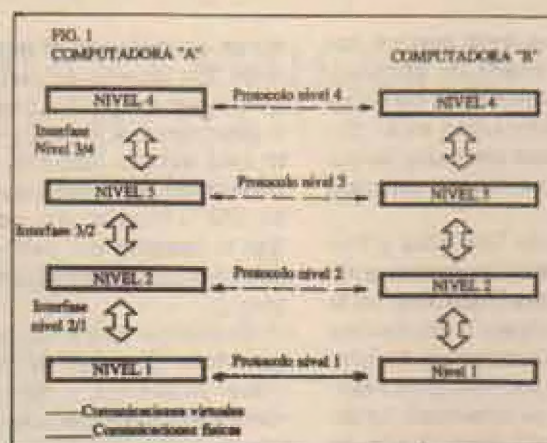 FIG. 1
COMPUTADORA "A" COMPUTADORA "B"
NIVEL 4 Protocolo nivel 4 NIVEL 4
Interfase
Nivel 3/4
NIVEL 3 Protocolo nivel 3 NIVEL 3
Interfase 3/2
NIVEL 2 Protocolo nivel 2 NIVEL 2
Interfase
nivel 2/1
NIVEL 1 Protocolo nivel 1 Nivel 1
Comunicaciones virtuales
Comunicaciones físicas